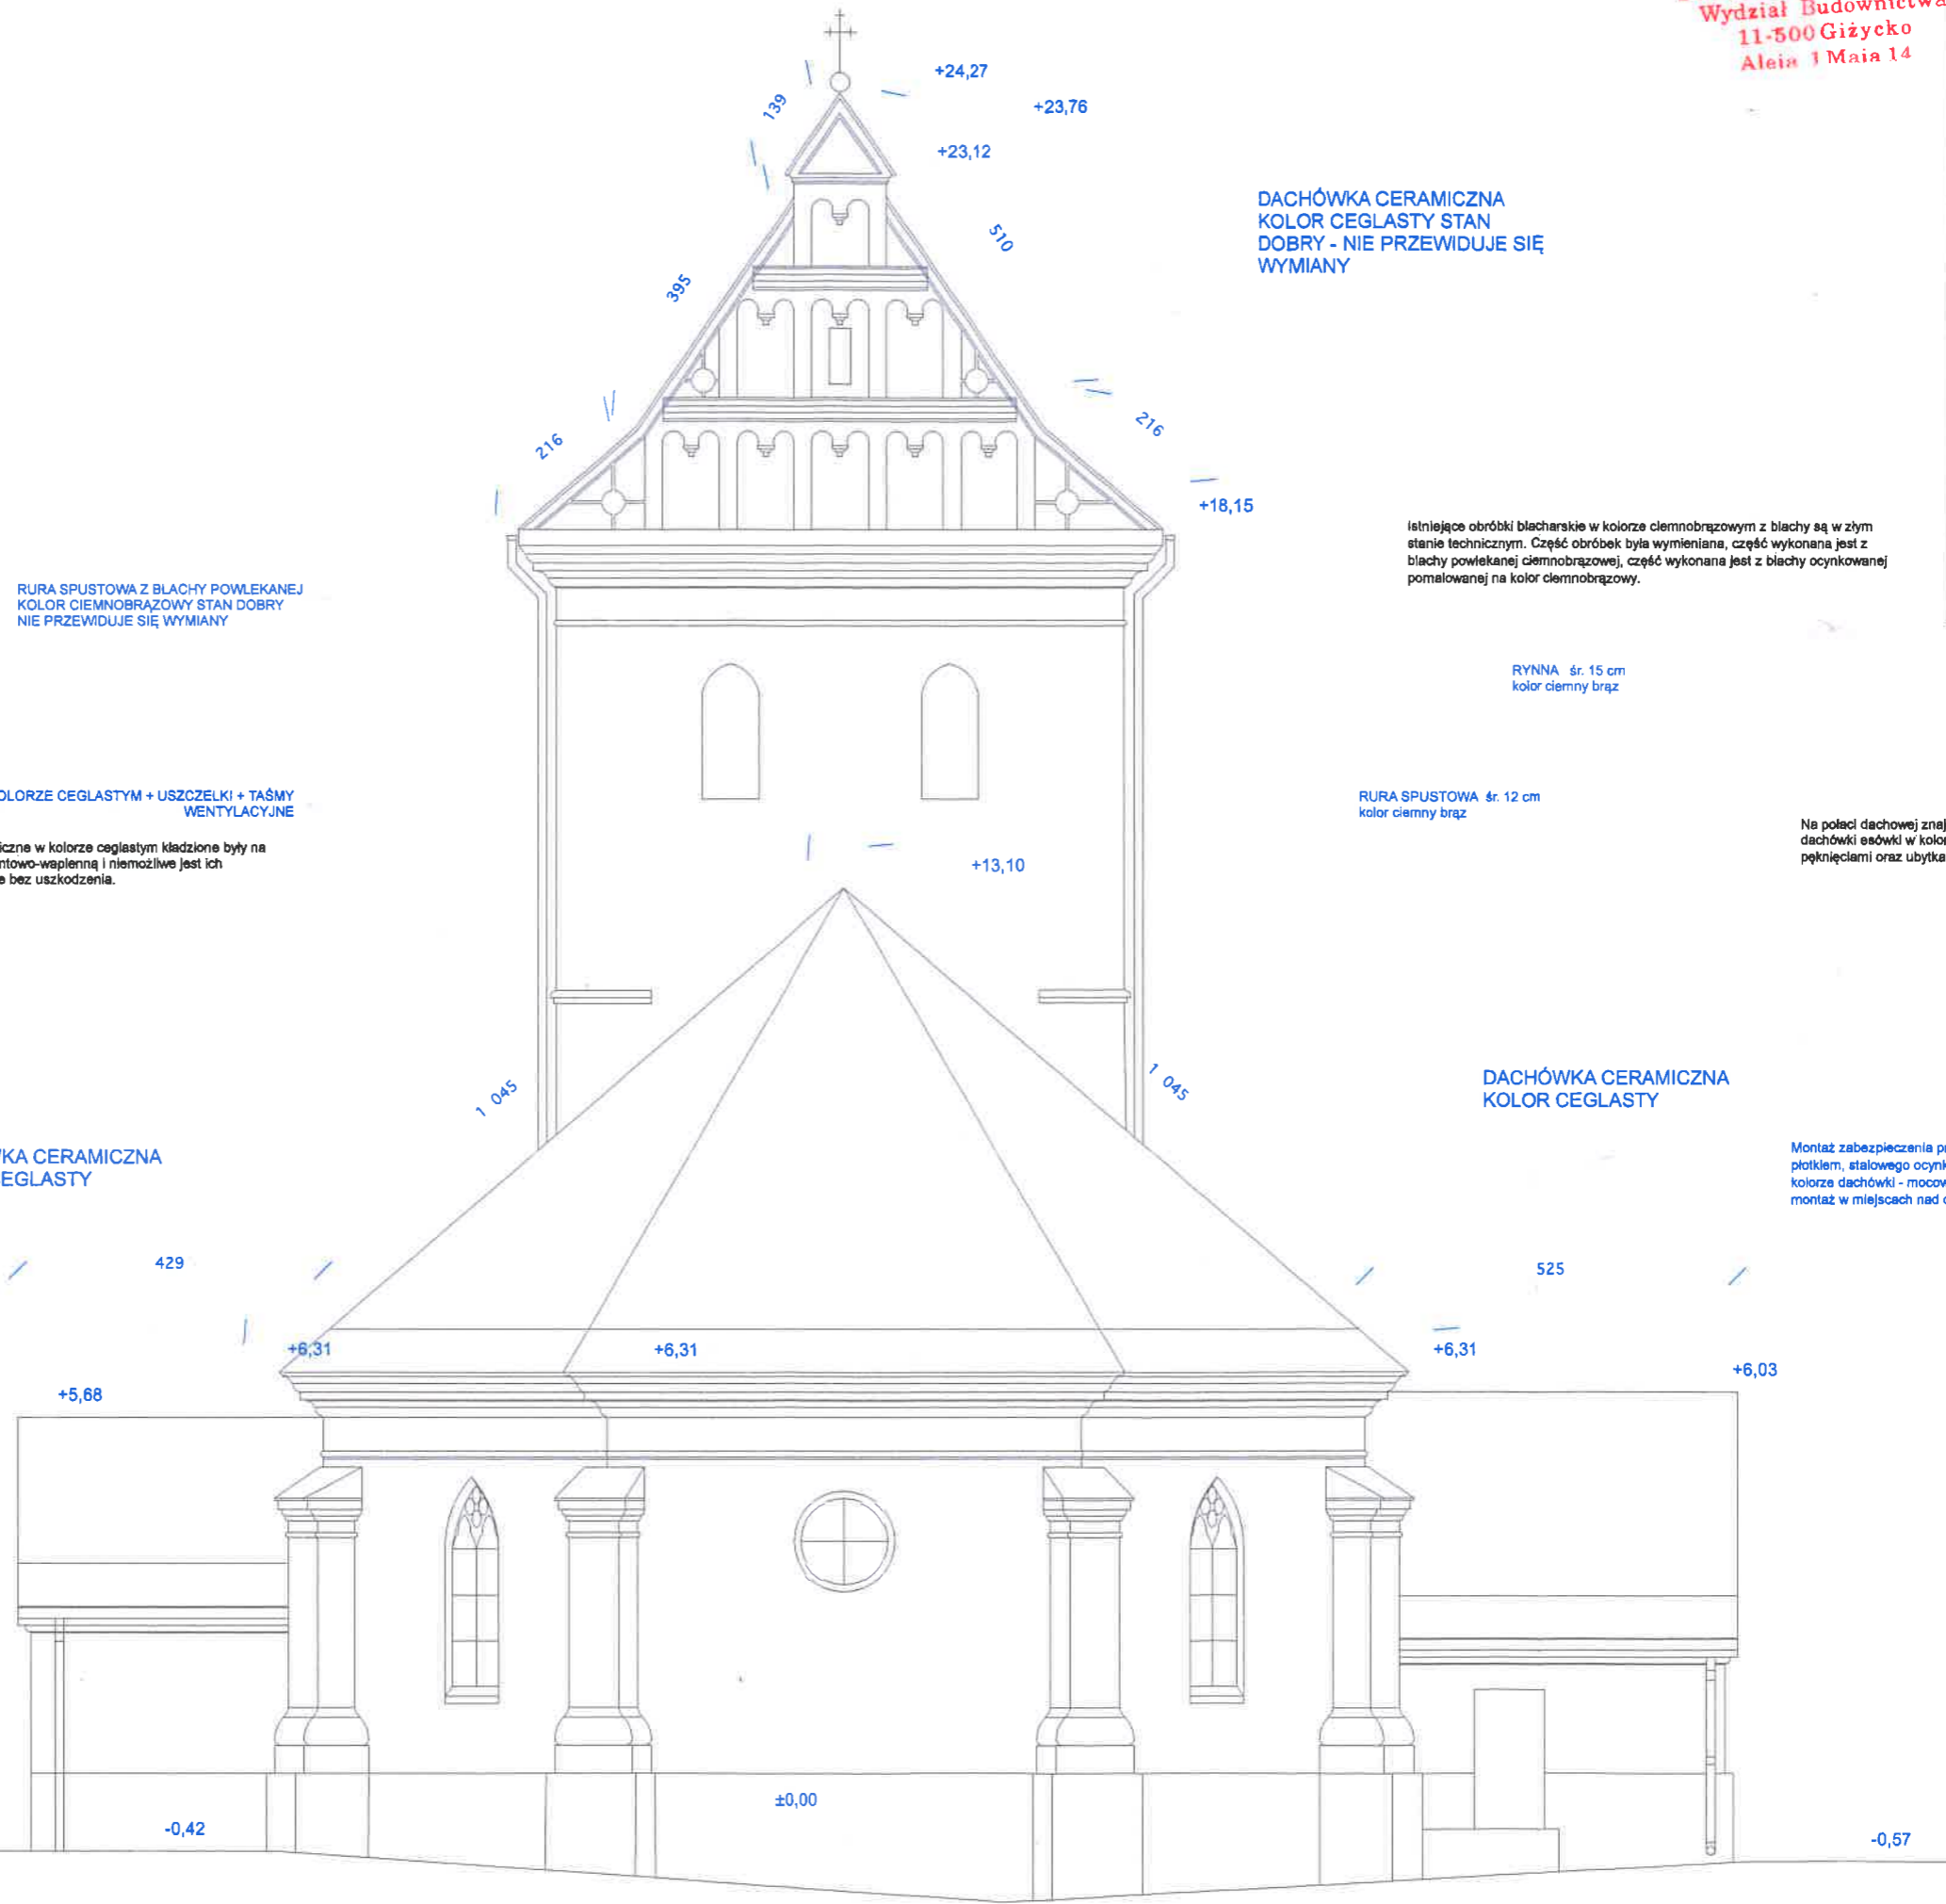 Wydział Budownictwa
11-500 Giżycko
Aleja 1 Maja 14
+24,27
139
+23,76
+23,12
DACHÓWKA CERAMICZNA
KOLOR CEGLASTY STAN
DOBRY - NIE PRZEWIDUJE SIĘ
WYMIANY
510
395
216
216
+18,15
Istniejące obróbki blacharskie w kolorze ciemnobrązowym z blachy są w złym
stanie technicznym. Część obróbek była wymieniana, część wykonana jest z
blachy powlekanej ciemnobrązowej, część wykonana jest z blachy ocynkowanej
pomalowanej na kolor ciemnobrązowy.
RURA SPUSTOWA Z BLACHY POWLEKANEJ
KOLOR CIEMNOBRĄZOWY STAN DOBRY
NIE PRZEWIDUJE SIĘ WYMIANY
RYNNA śr. 15 cm
kolor ciemny brąz
OLORZE CEGLASTYM + USZCZELKI + TAŚMY
WENTYLACYJNE
RURA SPUSTOWA śr. 12 cm
kolor ciemny brąz
iczne w kolorze ceglastym kładzione były na
ntowo-wapienną i niemożliwe jest ich
e bez uszkodzenia.
Na połaci dachowej znaj
dachówki esówki w kolor
pęknięciami oraz ubytka
+13,10
1 045
1 045
DACHÓWKA CERAMICZNA
KOLOR CEGLASTY
KA CERAMICZNA
EGLASTY
Montaż zabezpieczenia p
płotkiem, stalowego ocynk
kolorze dachówki - mocow
montaż w miejscach nad
429
525
+6,31
+6,31
+6,31
+6,03
+5,68
±0,00
-0,42
-0,57